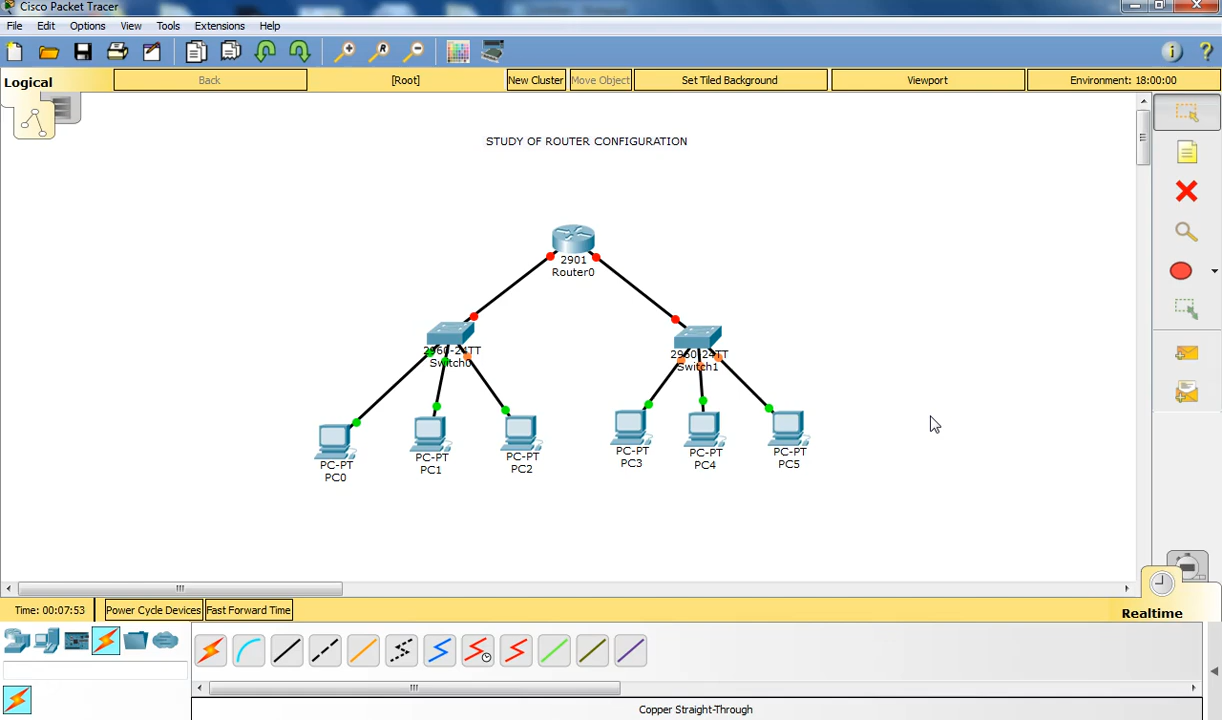 Cisco Packet Tracer
File Edit Options View Tools Extensions Help
Logical Back [Root] New Cluster Move Object Set Tiled Background Viewport Environment: 18:00:00
STUDY OF ROUTER CONFIGURATION
2901
Router0
2960-24TT
Switch0
2960-24TT
Switch1
PC-PT
PC0
PC-PT
PC1
PC-PT
PC2
PC-PT
PC3
PC-PT
PC4
PC-PT
PC5
Time: 00:07:53 Power Cycle Devices Fast Forward Time
Realtime
Copper Straight-Through